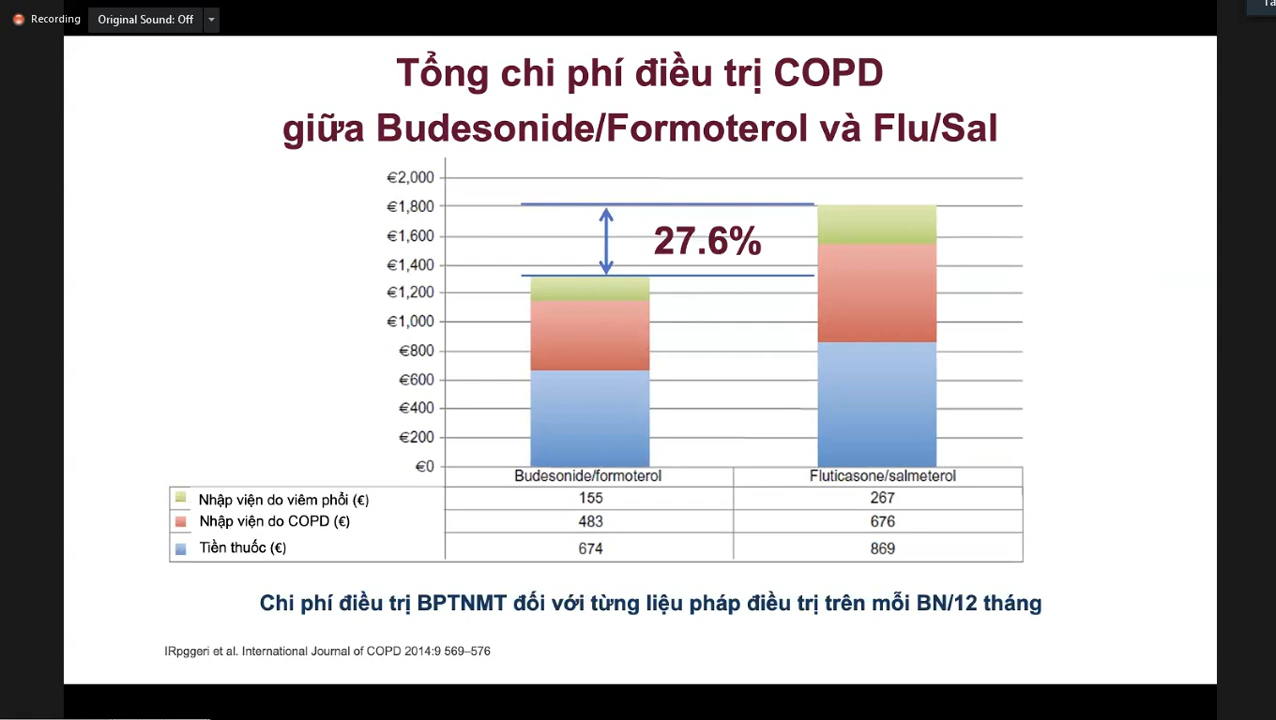 Recording
Original Sound: Off
Ta
Tổng chi phí điều trị COPD
giữa Budesonide/Formoterol và Flu/Sal
€2,000
€1,800
€1,600
€1,400
€1,200
€1,000
€800
€600
€400
€200
€0
27.6%
Budesonide/formoterol Fluticasone/salmeterol
Nhập viện do viêm phổi (€) 155 267
Nhập viện do COPD (€) 483 676
Tiền thuốc (€) 674 869
Chi phí điều trị BPTNMT đối với từng liệu pháp điều trị trên mỗi BN/12 tháng
IRpggeri et al. International Journal of COPD 2014:9 569–576